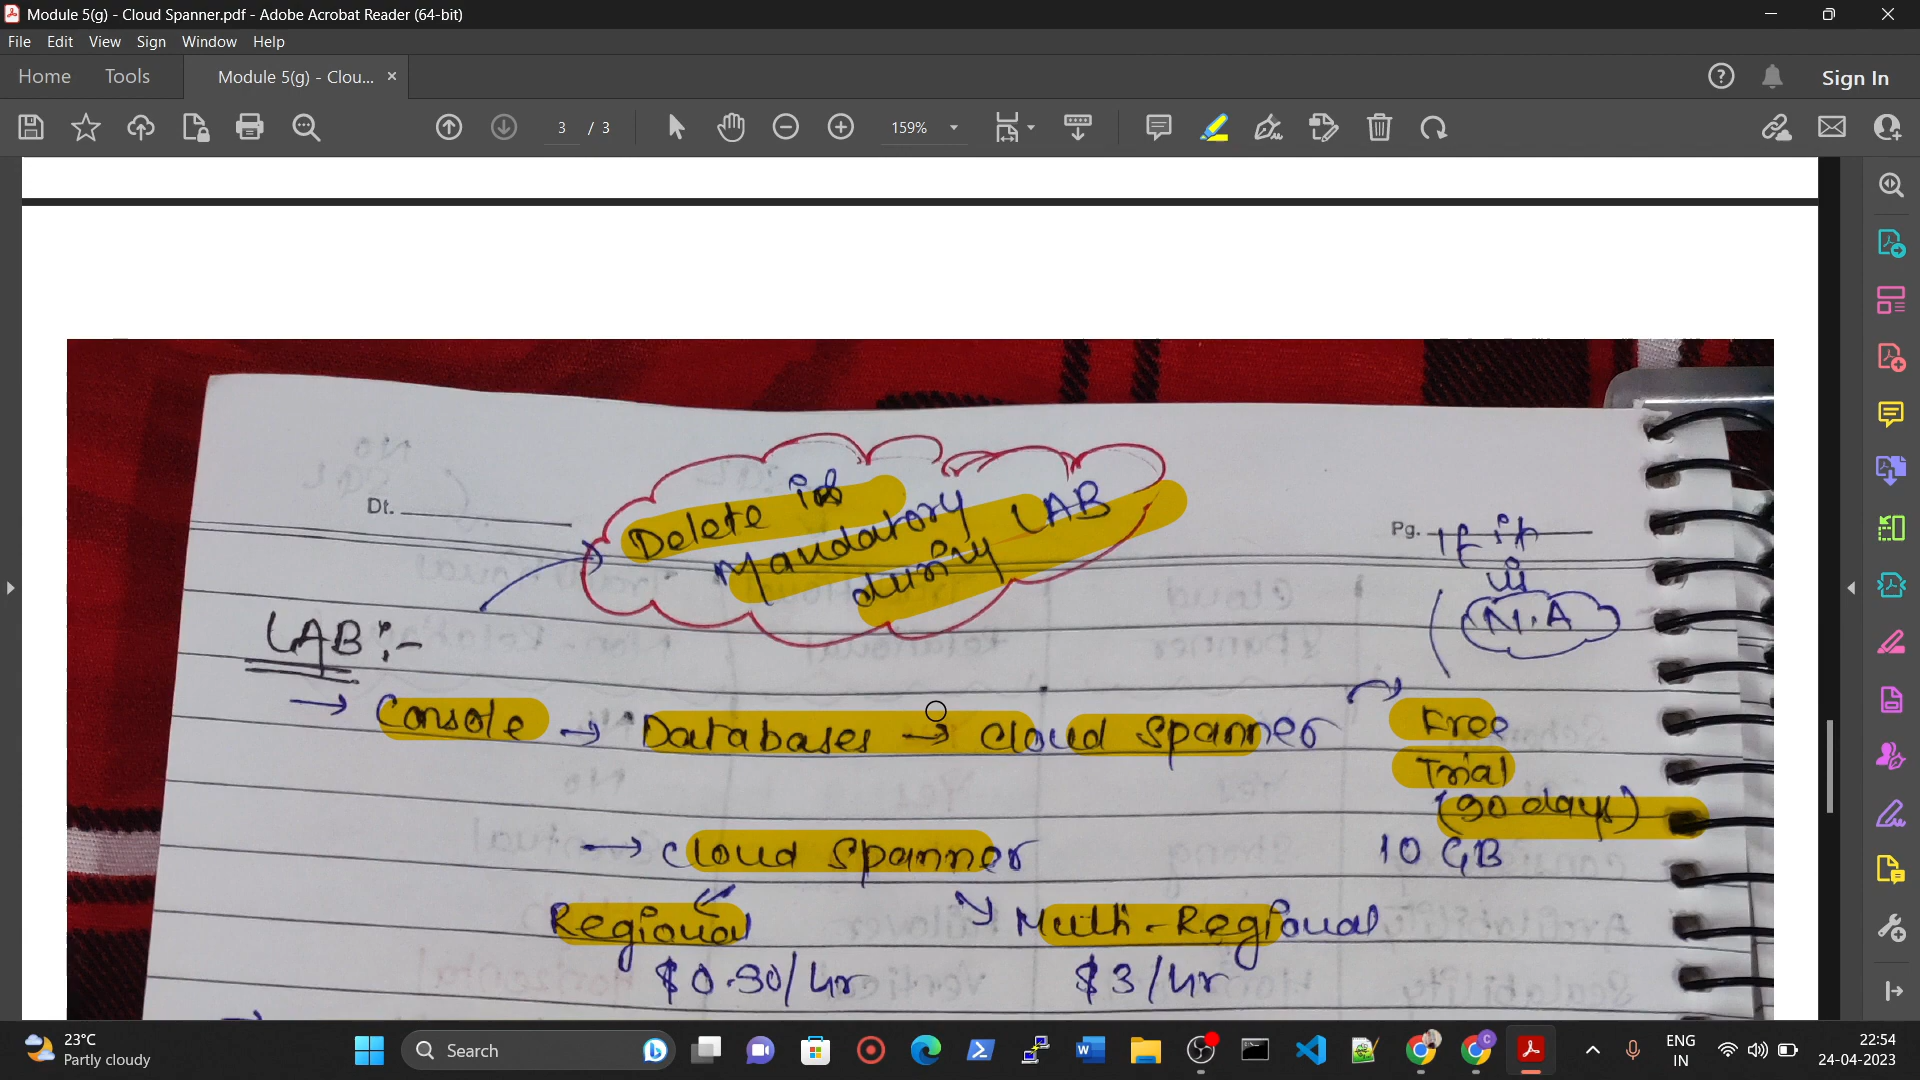 Module 5(g) - Cloud Spanner.pdf - Adobe Acrobat Reader (64-bit)
File Edit View Sign Window Help
Home Tools Module 5(g) - Clou... × Sign In
3 / 3 159%
Delete is
Mandatory LAB
during
Dt.
Pg. If it
is
N.A
LAB :-
→ Console → Databases → Cloud Spanner
Free
Trial
(90 days)
10 GB
→ Cloud Spanner
Regional Multi-Regional
$0.90/hr $3/hr
23°C
Partly cloudy
Search
ENG
IN
22:54
24-04-2023